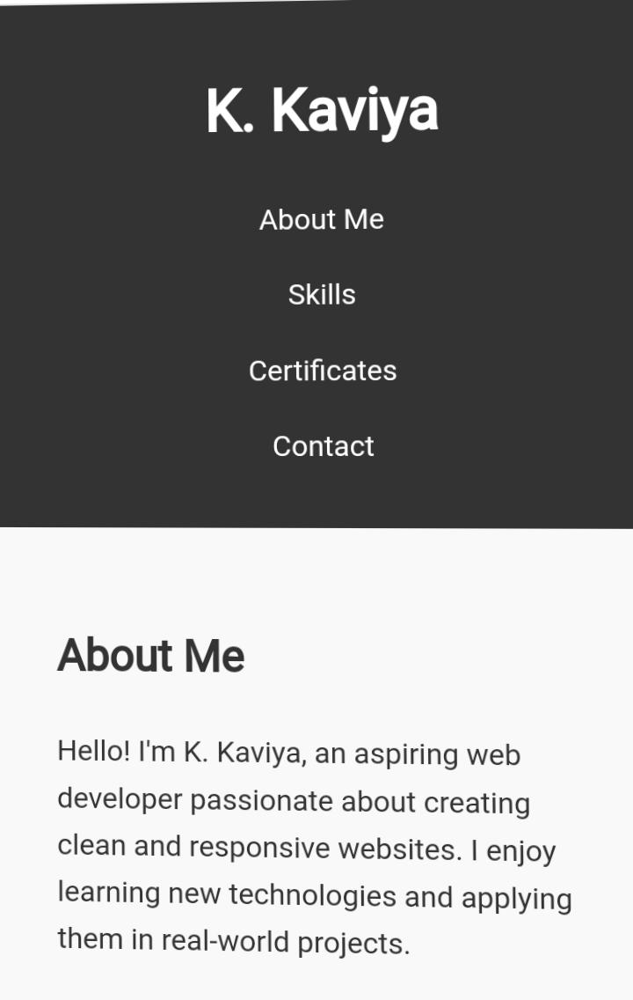 K. Kaviya
About Me
Skills
Certificates
Contact
About Me
Hello! I'm K. Kaviya, an aspiring web
developer passionate about creating
clean and responsive websites. I enjoy
learning new technologies and applying
them in real-world projects.